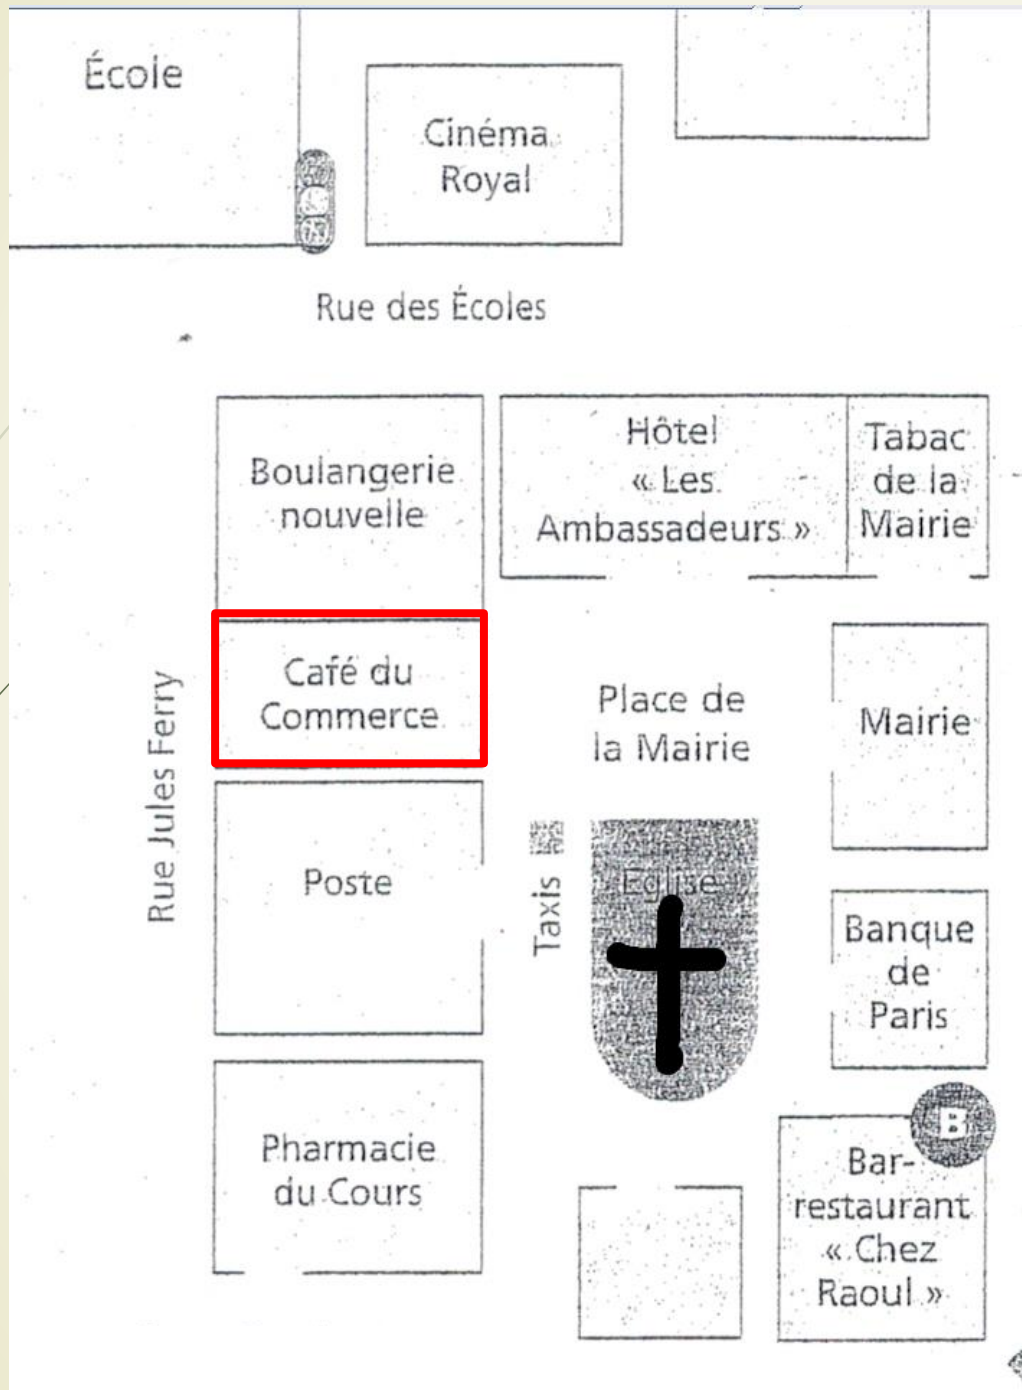 École
Cinéma
Royal
Rue des Écoles
Boulangerie
nouvelle
Hôtel
« Les
Ambassadeurs »
Tabac
de la
Mairie
Café du
Commerce
Rue Jules Ferry
Place de
la Mairie
Mairie
Poste
Taxis
Eglise
Banque
de
Paris
B
Pharmacie
du Cours
Bar-
restaurant
« Chez
Raoul »